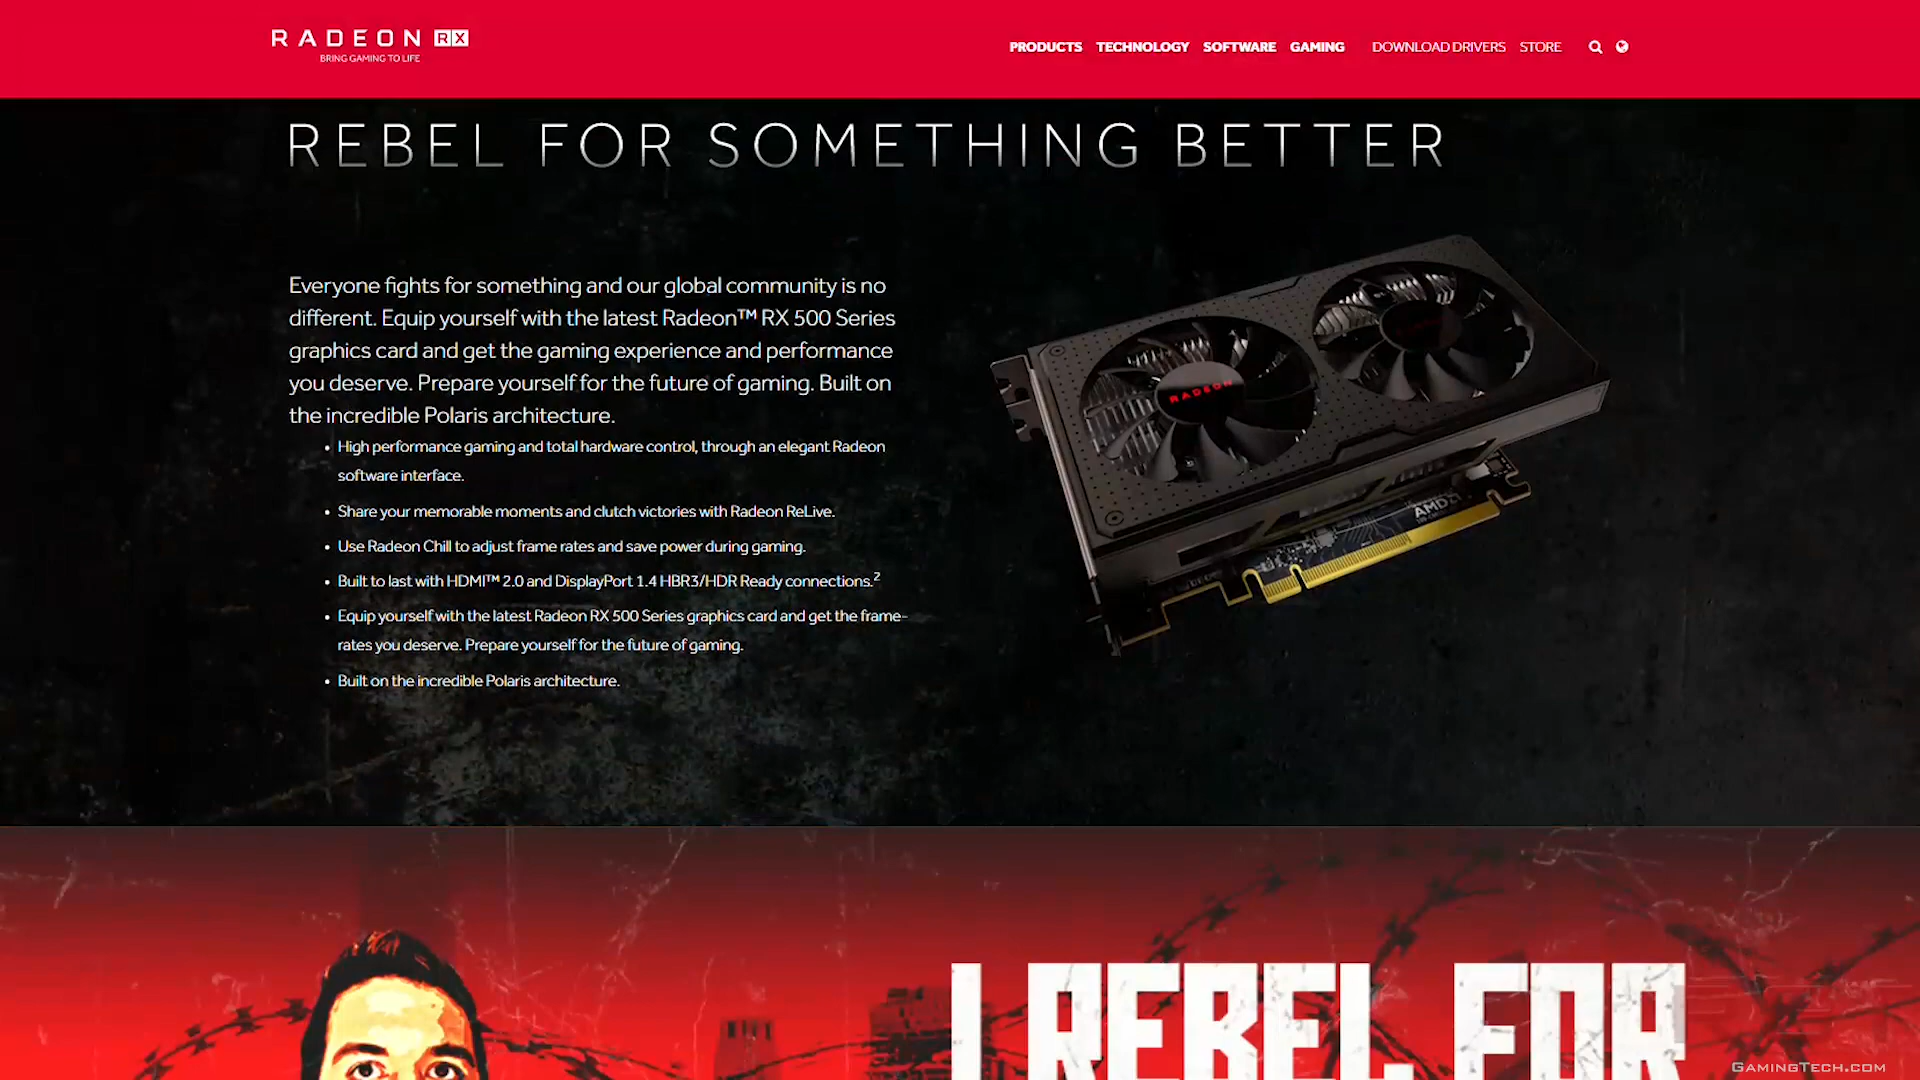 RADEON RX
BRING GAMING TO LIFE
PRODUCTS TECHNOLOGY SOFTWARE GAMING DOWNLOAD DRIVERS STORE
REBEL FOR SOMETHING BETTER
Everyone fights for something and our global community is no
different. Equip yourself with the latest Radeon™ RX 500 Series
graphics card and get the gaming experience and performance
you deserve. Prepare yourself for the future of gaming. Built on
the incredible Polaris architecture.
• High performance gaming and total hardware control, through an elegant Radeon
software interface.
• Share your memorable moments and clutch victories with Radeon ReLive.
• Use Radeon Chill to adjust frame rates and save power during gaming.
• Built to last with HDMI™ 2.0 and DisplayPort 1.4 HBR3/HDR Ready connections.²
• Equip yourself with the latest Radeon RX 500 Series graphics card and get the frame-
rates you deserve. Prepare yourself for the future of gaming.
• Built on the incredible Polaris architecture.
RADEON
AMD
I REBEL FOR
GamingTech.com